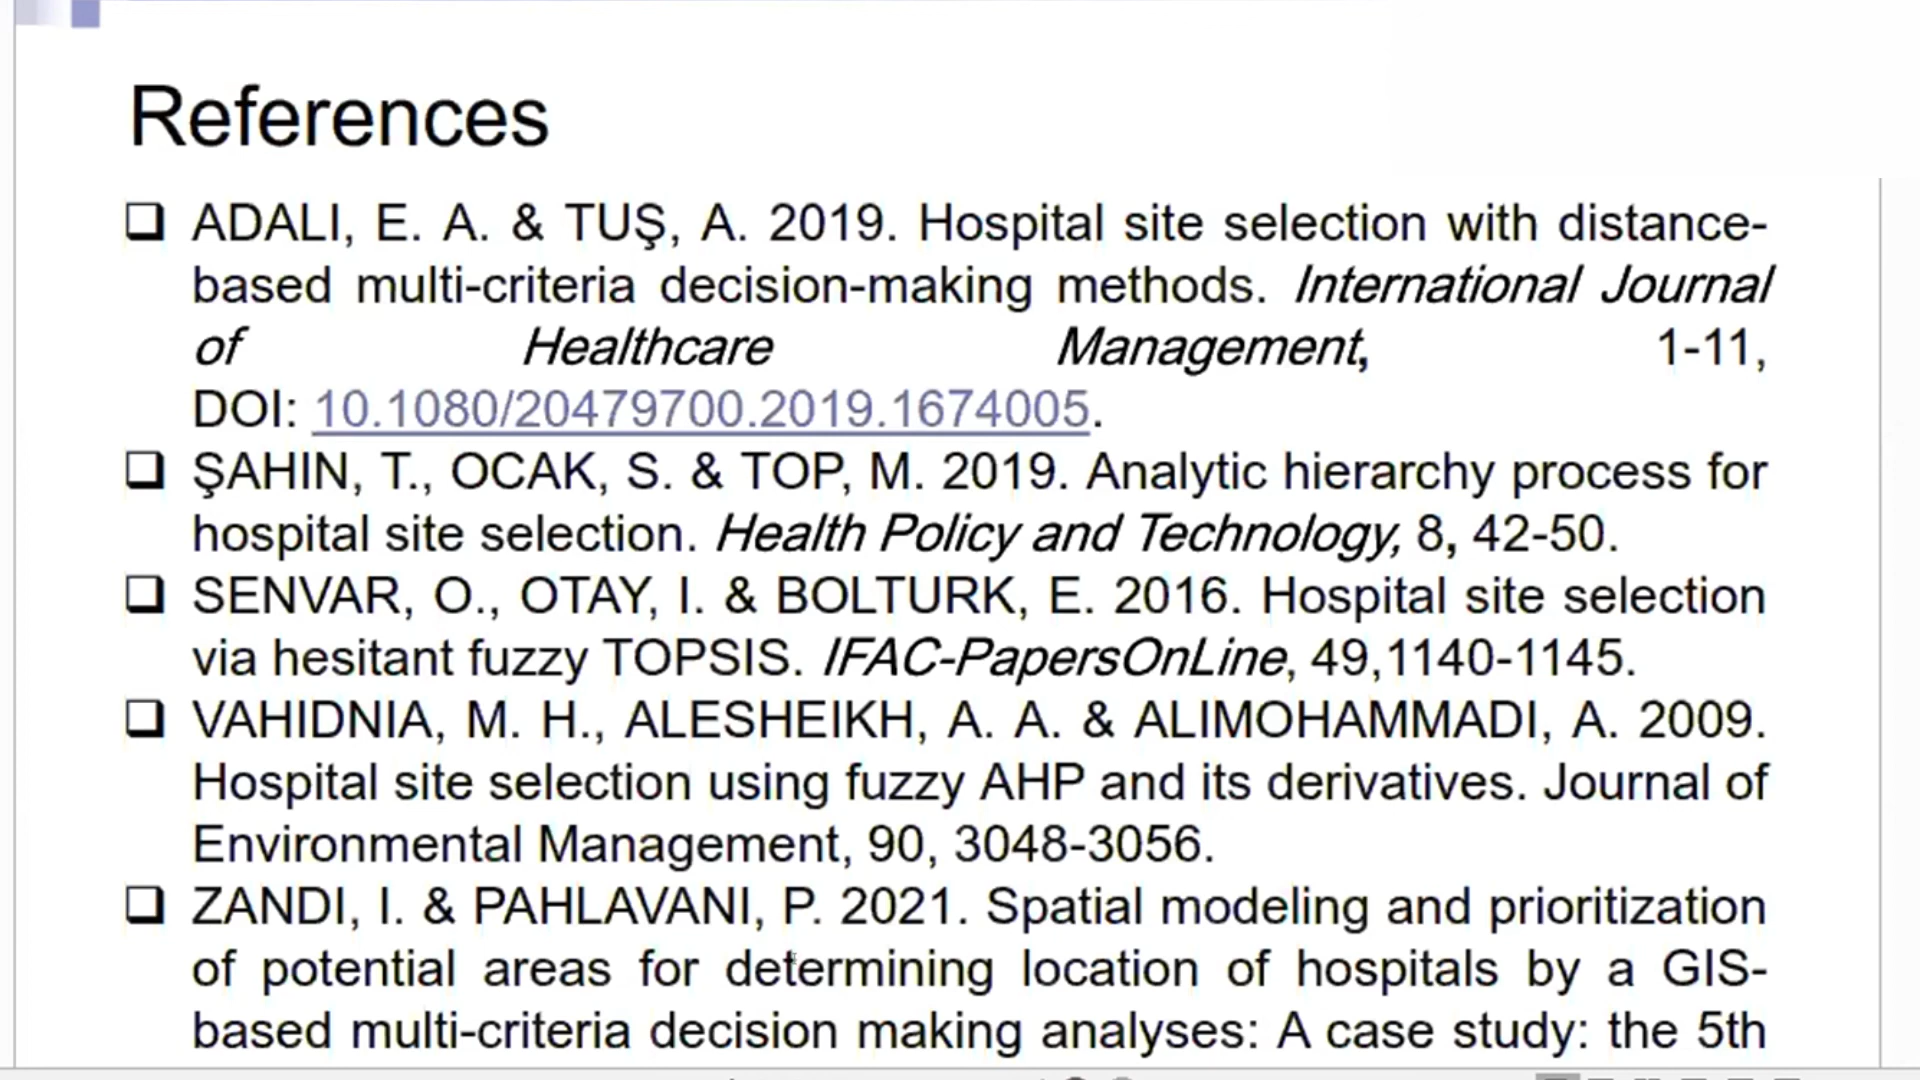 References
❑ ADALI, E. A. & TUŞ, A. 2019. Hospital site selection with distance-
based multi-criteria decision-making methods. International Journal
of Healthcare Management, 1-11,
DOI: 10.1080/20479700.2019.1674005.
❑ ŞAHIN, T., OCAK, S. & TOP, M. 2019. Analytic hierarchy process for
hospital site selection. Health Policy and Technology, 8, 42-50.
❑ SENVAR, O., OTAY, I. & BOLTURK, E. 2016. Hospital site selection
via hesitant fuzzy TOPSIS. IFAC-PapersOnLine, 49,1140-1145.
❑ VAHIDNIA, M. H., ALESHEIKH, A. A. & ALIMOHAMMADI, A. 2009.
Hospital site selection using fuzzy AHP and its derivatives. Journal of
Environmental Management, 90, 3048-3056.
❑ ZANDI, I. & PAHLAVANI, P. 2021. Spatial modeling and prioritization
of potential areas for determining location of hospitals by a GIS-
based multi-criteria decision making analyses: A case study: the 5th